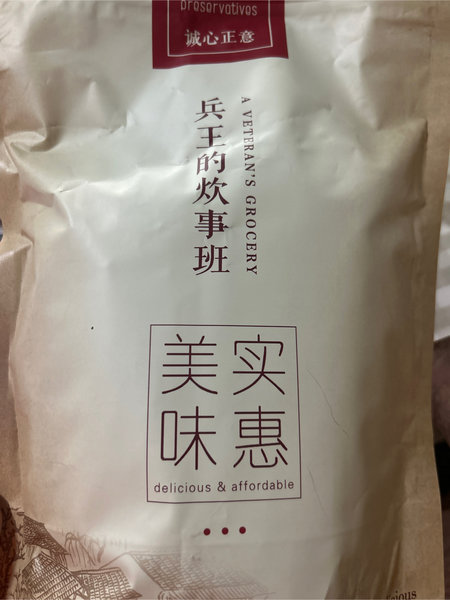 preservatives
诚心正意
兵王的炊事班
A VETERAN'S GROCERY
实惠
美味
delicious & affordable